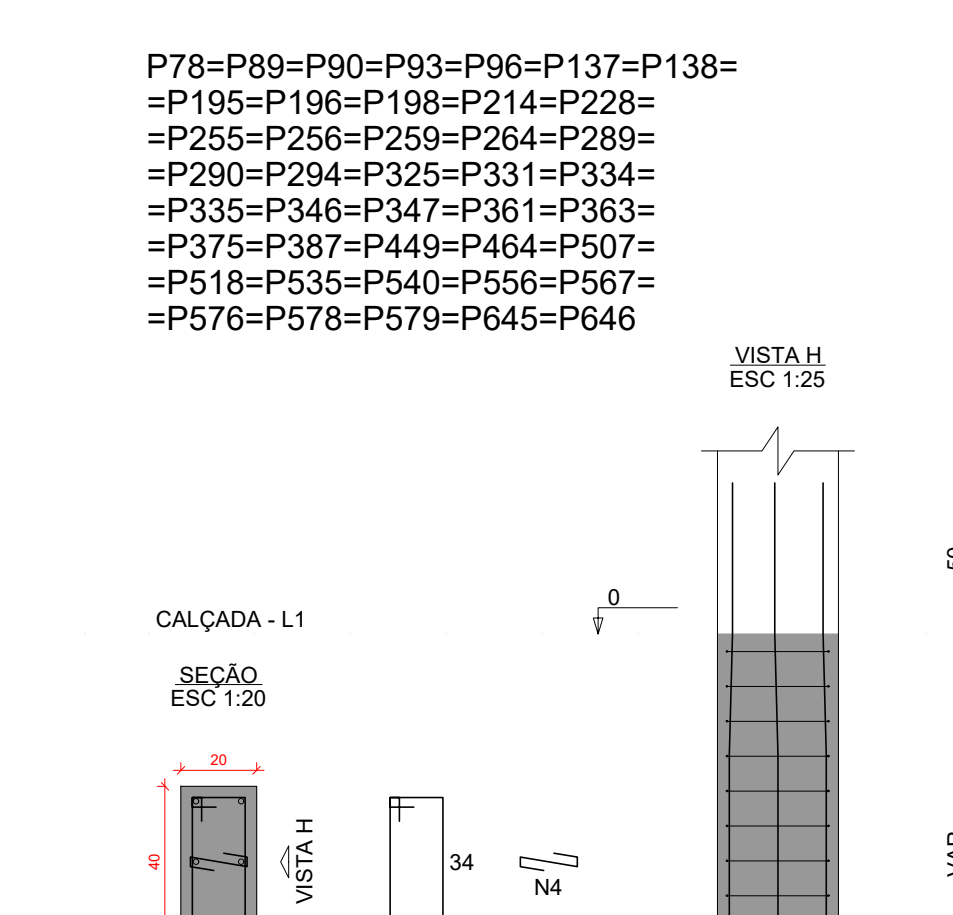 P78=P89=P90=P93=P96=P137=P138=
=P195=P196=P198=P214=P228=
=P255=P256=P259=P264=P289=
=P290=P294=P325=P331=P334=
=P335=P346=P347=P361=P363=
=P375=P387=P449=P464=P507=
=P518=P535=P540=P556=P567=
=P576=P578=P579=P645=P646
VISTA H
ESC 1:25
0
CALÇADA - L1
SEÇÃO
ESC 1:20
20
40
VISTA H
34
N4